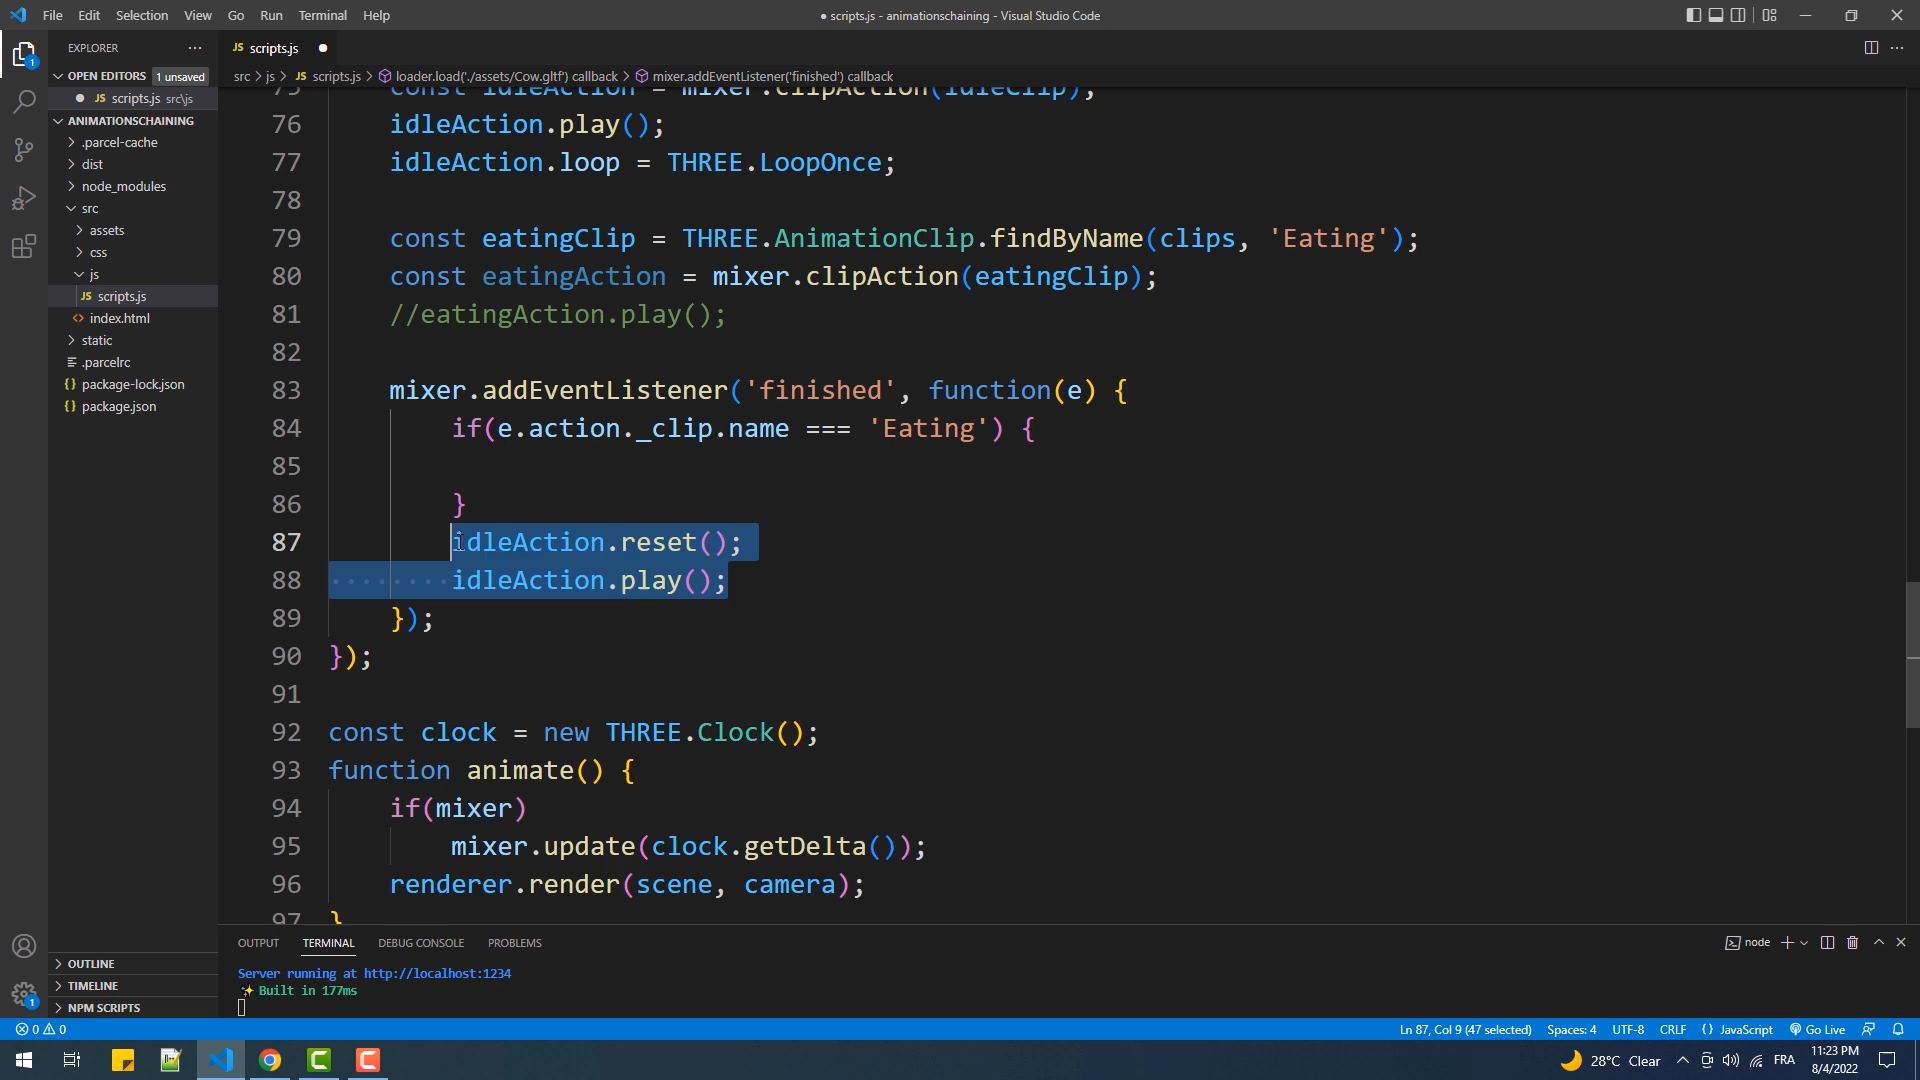 File Edit Selection View Go Run Terminal Help
● scripts.js - animationschaining - Visual Studio Code
EXPLORER
JS scripts.js
OPEN EDITORS 1 unsaved
src > js > JS scripts.js > loader.load('./assets/Cow.gltf') callback > mixer.addEventListener('finished') callback
JS scripts.js src\js
ANIMATIONSCHAINING
.parcel-cache
dist
node_modules
src
assets
css
js
JS scripts.js
index.html
static
.parcelrc
package-lock.json
package.json
OUTLINE
TIMELINE
NPM SCRIPTS
75 const idleAction = mixer.clipAction(idleClip);
76 idleAction.play();
77 idleAction.loop = THREE.LoopOnce;
78
79 const eatingClip = THREE.AnimationClip.findByName(clips, 'Eating');
80 const eatingAction = mixer.clipAction(eatingClip);
81 //eatingAction.play();
82
83 mixer.addEventListener('finished', function(e) {
84 if(e.action._clip.name === 'Eating') {
85
86 }
87 idleAction.reset();
88 idleAction.play();
89 });
90 });
91
92 const clock = new THREE.Clock();
93 function animate() {
94 if(mixer)
95 mixer.update(clock.getDelta());
96 renderer.render(scene, camera);
97 }
OUTPUT TERMINAL DEBUG CONSOLE PROBLEMS
node
Server running at http://localhost:1234
✨ Built in 177ms
0 0
Ln 87, Col 9 (47 selected) Spaces: 4 UTF-8 CRLF JavaScript Go Live
28°C Clear FRA 11:23 PM
8/4/2022